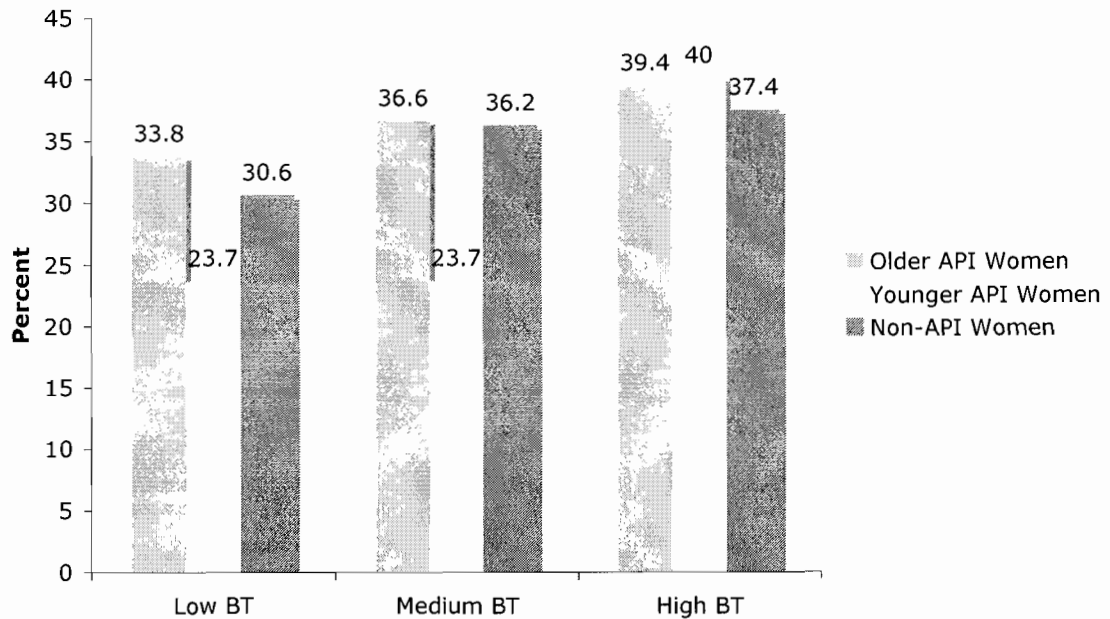 45
40
35
30
25
20
15
10
5
0
Percent
33.8
23.7
30.6
36.6
23.7
36.2
39.4
40
37.4
Low BT
Medium BT
High BT
Older API Women
Younger API Women
Non-API Women